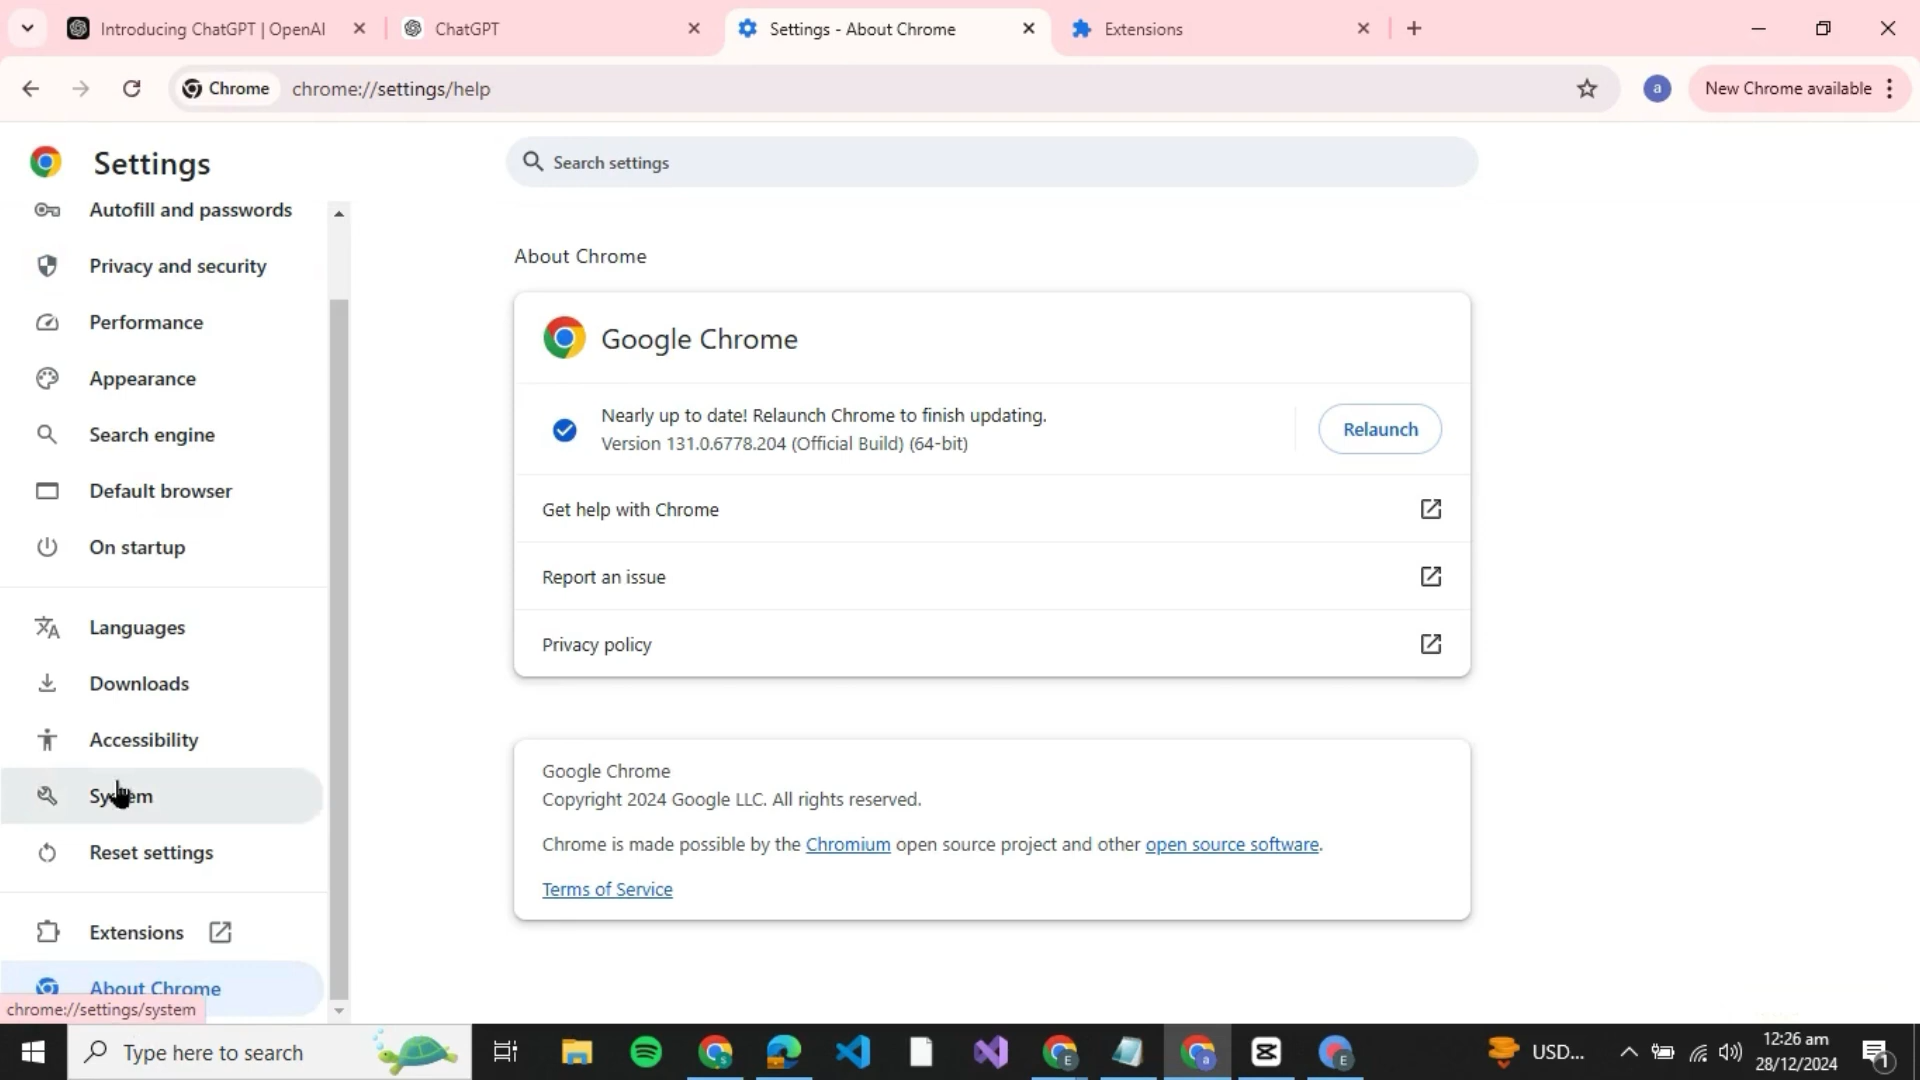 Introducing ChatGPT | OpenAI
ChatGPT
Settings - About Chrome
Extensions
Chrome
chrome://settings/help
a
New Chrome available
Settings
Search settings
Autofill and passwords
Privacy and security
Performance
Appearance
Search engine
Default browser
On startup
Languages
Downloads
Accessibility
System
Reset settings
Extensions
About Chrome
chrome://settings/system
About Chrome
Google Chrome
Nearly up to date! Relaunch Chrome to finish updating.
Version 131.0.6778.204 (Official Build) (64-bit)
Relaunch
Get help with Chrome
Report an issue
Privacy policy
Google Chrome
Copyright 2024 Google LLC. All rights reserved.
Chrome is made possible by the Chromium open source project and other open source software.
Terms of Service
Type here to search
S
E
a
E
USD...
12:26 am
28/12/2024
1